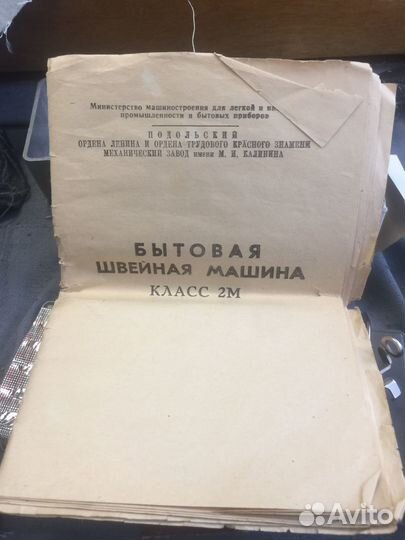 Министерство машиностроения для легкой и
промышленности и бытовых приборов
ПОДОЛЬСКИЙ
ОРДЕНА ЛЕНИНА И ОРДЕНА ТРУДОВОГО КРАСНОГО ЗНАМЕНИ
МЕХАНИЧЕСКИЙ ЗАВОД имени М. И. КАЛИНИНА
БЫТОВАЯ
ШВЕЙНАЯ МАШИНА
КЛАСС 2М
Avito